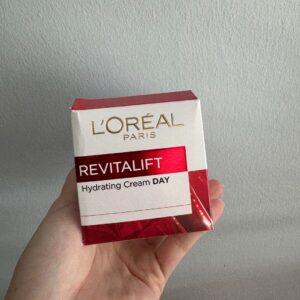 L'ORÉAL
PARIS
REVITALIFT
Hydrating Cream DAY